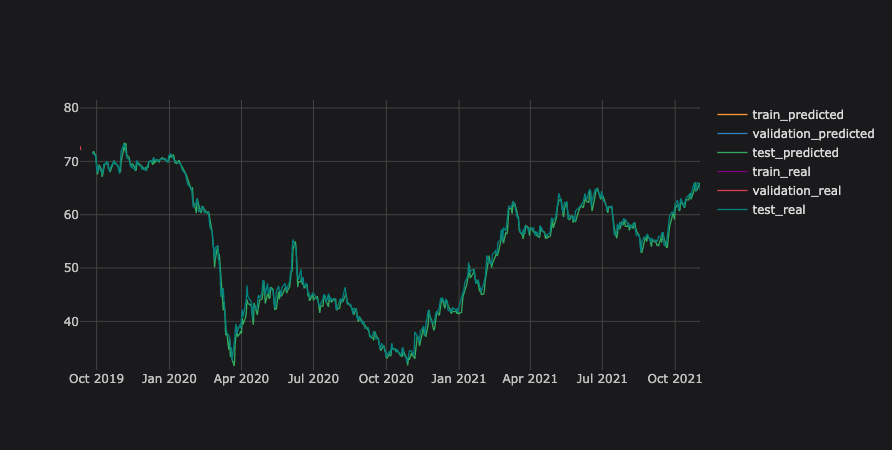 80
70
60
50
40
Oct 2019 Jan 2020 Apr 2020 Jul 2020 Oct 2020 Jan 2021 Apr 2021 Jul 2021 Oct 2021
train_predicted
validation_predicted
test_predicted
train_real
validation_real
test_real